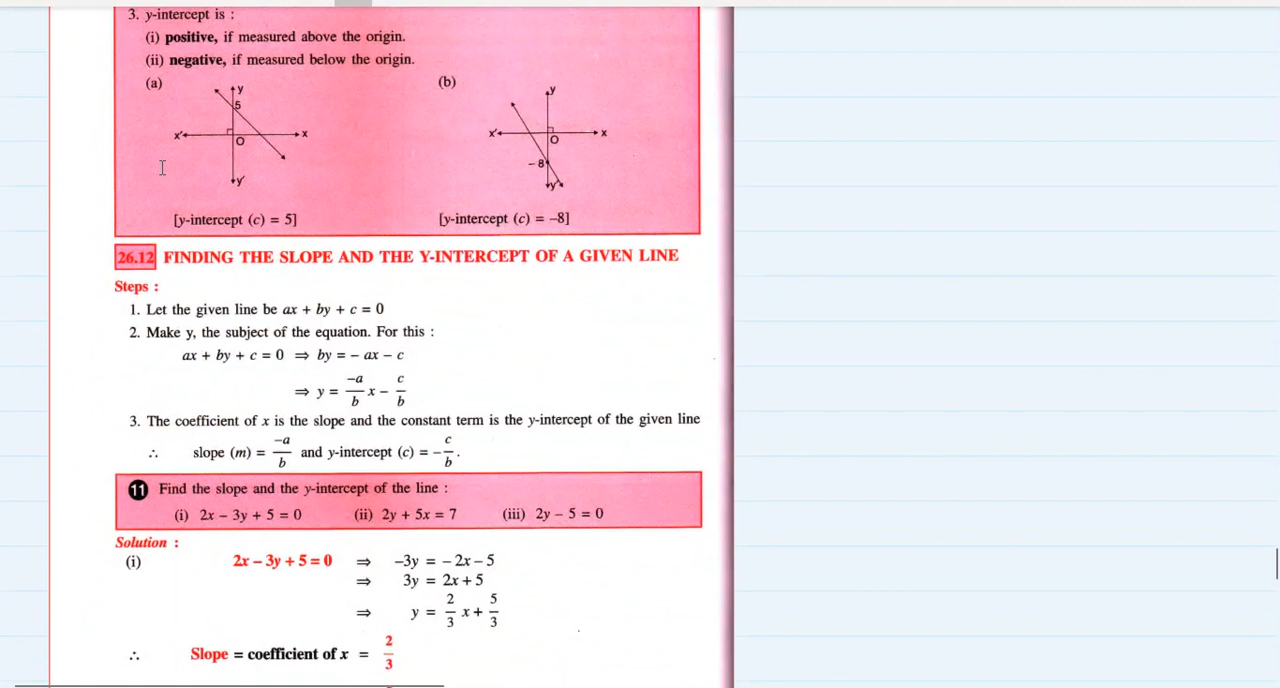 3. y-intercept is :
(i) positive, if measured above the origin.
(ii) negative, if measured below the origin.
(a) (b)
y
5
x'
x
O
y'
y
x'
x
O
– 8
y'
[y-intercept (c) = 5] [y-intercept (c) = –8]
26.12 FINDING THE SLOPE AND THE Y-INTERCEPT OF A GIVEN LINE
Steps :
1. Let the given line be ax + by + c = 0
2. Make y, the subject of the equation. For this :
ax + by + c = 0 ⇒ by = – ax – c
⇒ y = –a/b x – c/b
3. The coefficient of x is the slope and the constant term is the y-intercept of the given line
∴ slope (m) = –a/b and y-intercept (c) = – c/b.
11 Find the slope and the y-intercept of the line :
(i) 2x – 3y + 5 = 0 (ii) 2y + 5x = 7 (iii) 2y – 5 = 0
Solution :
(i) 2x – 3y + 5 = 0 ⇒ –3y = – 2x – 5
⇒ 3y = 2x + 5
⇒ y = 2/3 x + 5/3
∴ Slope = coefficient of x = 2/3